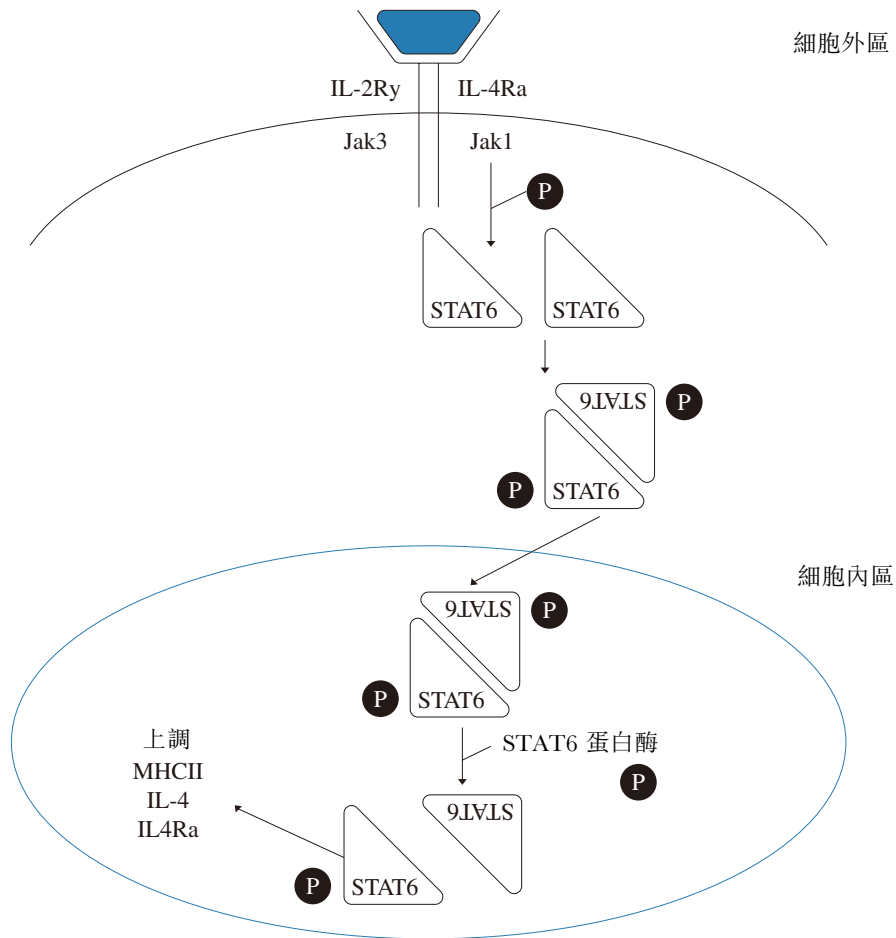 細胞外區
IL-2Ry
IL-4Ra
Jak3
Jak1
P
STAT6
STAT6
STAT6
P
P
STAT6
細胞內區
STAT6
P
P
STAT6
上調
MHCII
IL-4
IL4Ra
STAT6 蛋白酶
P
STAT6
P
STAT6